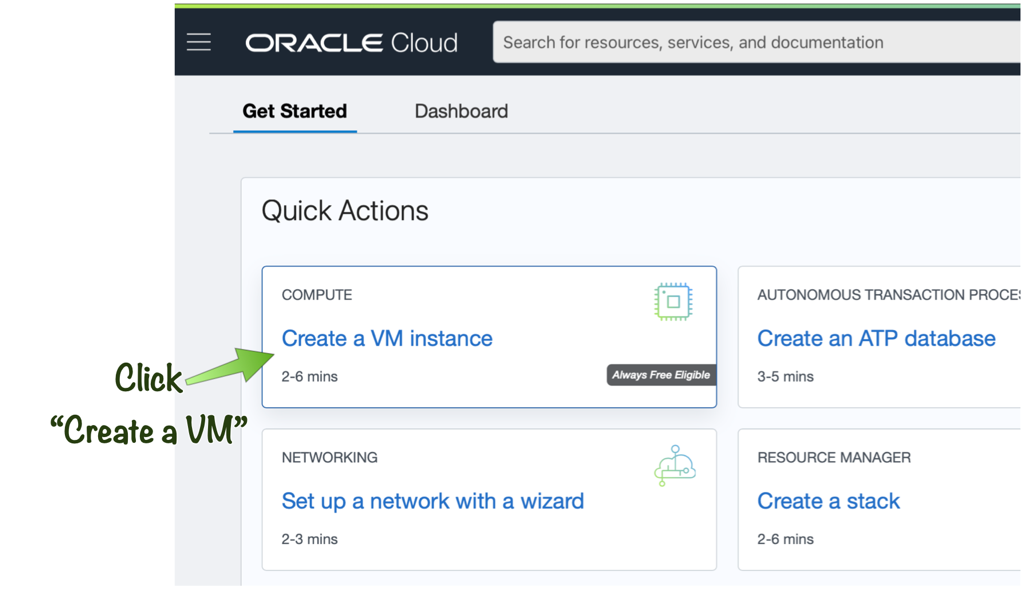 ORACLE Cloud
Search for resources, services, and documentation
Get Started
Dashboard
Quick Actions
COMPUTE
Create a VM instance
2-6 mins
Always Free Eligible
AUTONOMOUS TRANSACTION
Create an ATP database
3-5 mins
Click
“Create a VM”
NETWORKING
Set up a network with a wizard
2-3 mins
RESOURCE MANAGER
Create a stack
2-6 mins